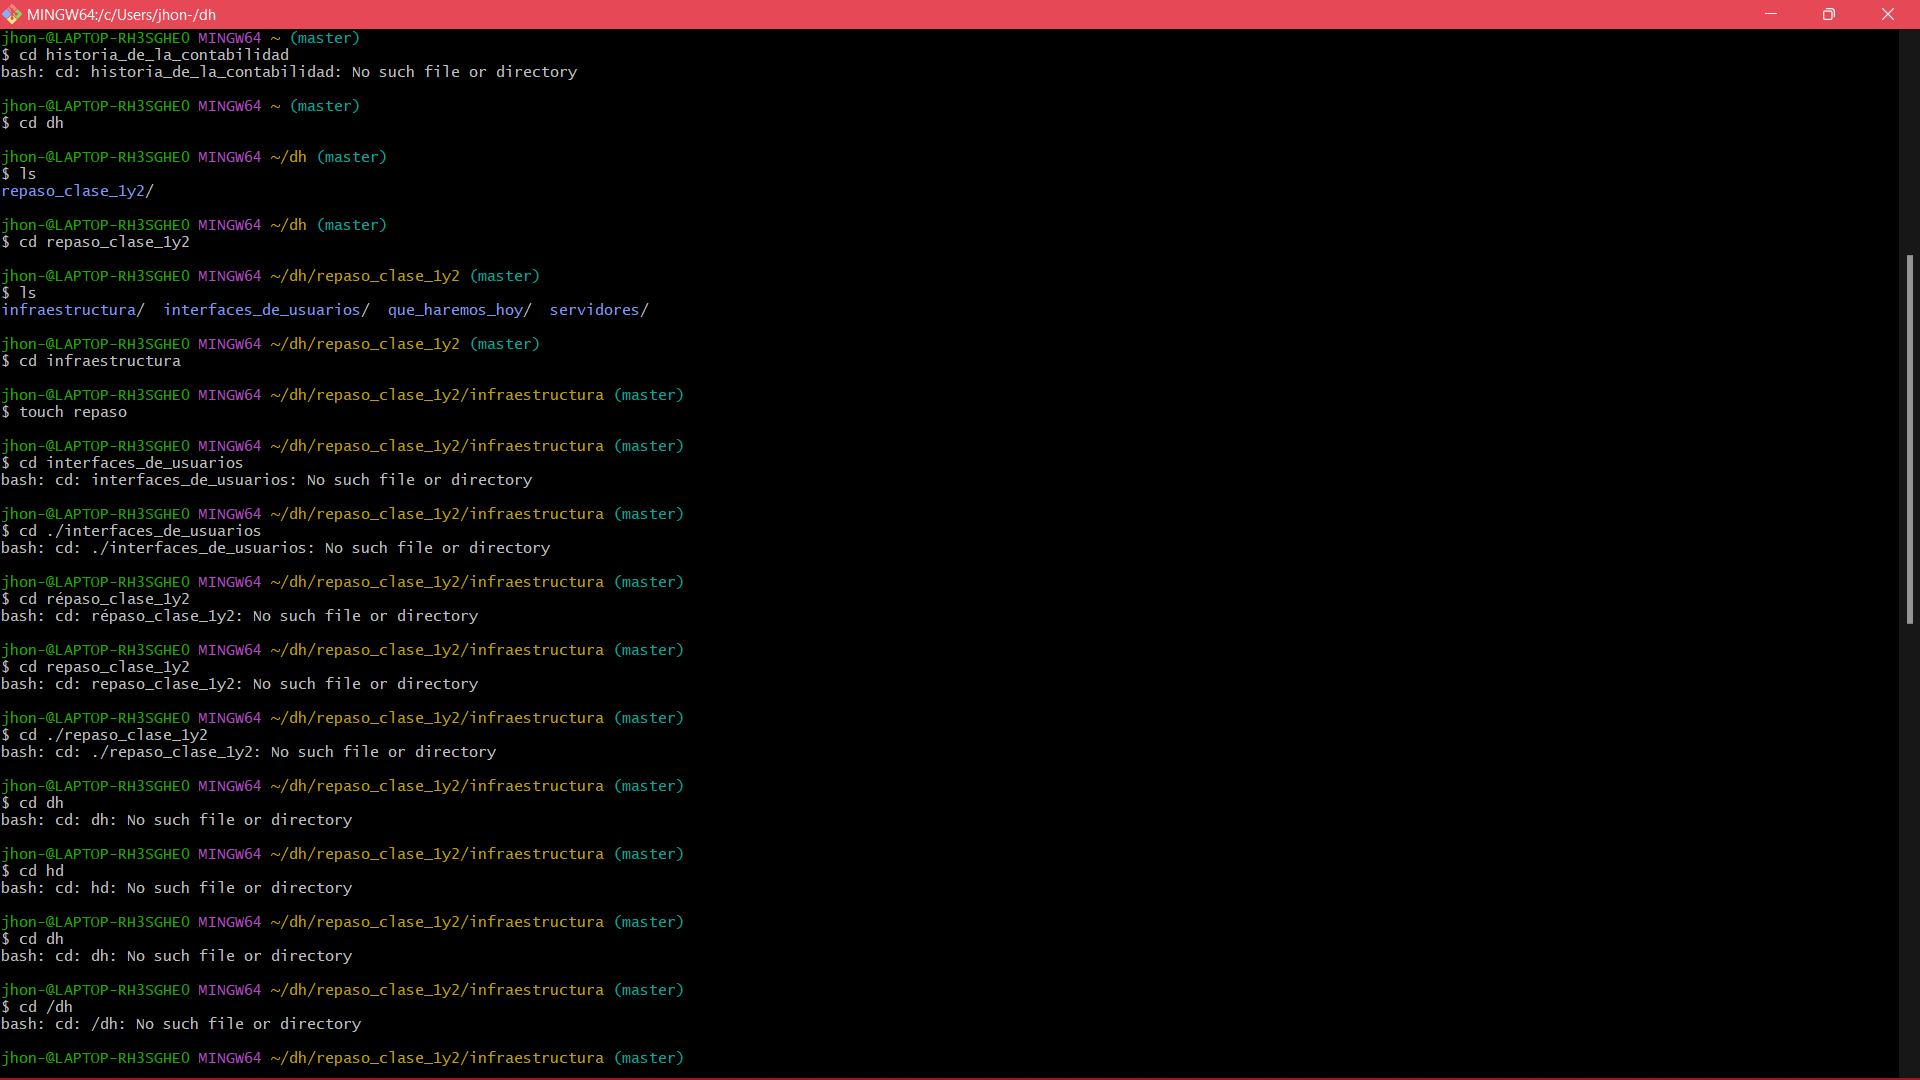 MINGW64:/c/Users/jhon-/dh
jhon-@LAPTOP-RH3SGHEO MINGW64 ~ (master)
$ cd historia_de_la_contabilidad
bash: cd: historia_de_la_contabilidad: No such file or directory
jhon-@LAPTOP-RH3SGHEO MINGW64 ~ (master)
$ cd dh
jhon-@LAPTOP-RH3SGHEO MINGW64 ~/dh (master)
$ ls
repaso_clase_1y2/
jhon-@LAPTOP-RH3SGHEO MINGW64 ~/dh (master)
$ cd repaso_clase_1y2
jhon-@LAPTOP-RH3SGHEO MINGW64 ~/dh/repaso_clase_1y2 (master)
$ ls
infraestructura/  interfaces_de_usuarios/  que_haremos_hoy/  servidores/
jhon-@LAPTOP-RH3SGHEO MINGW64 ~/dh/repaso_clase_1y2 (master)
$ cd infraestructura
jhon-@LAPTOP-RH3SGHEO MINGW64 ~/dh/repaso_clase_1y2/infraestructura (master)
$ touch repaso
jhon-@LAPTOP-RH3SGHEO MINGW64 ~/dh/repaso_clase_1y2/infraestructura (master)
$ cd interfaces_de_usuarios
bash: cd: interfaces_de_usuarios: No such file or directory
jhon-@LAPTOP-RH3SGHEO MINGW64 ~/dh/repaso_clase_1y2/infraestructura (master)
$ cd ./interfaces_de_usuarios
bash: cd: ./interfaces_de_usuarios: No such file or directory
jhon-@LAPTOP-RH3SGHEO MINGW64 ~/dh/repaso_clase_1y2/infraestructura (master)
$ cd répaso_clase_1y2
bash: cd: répaso_clase_1y2: No such file or directory
jhon-@LAPTOP-RH3SGHEO MINGW64 ~/dh/repaso_clase_1y2/infraestructura (master)
$ cd repaso_clase_1y2
bash: cd: repaso_clase_1y2: No such file or directory
jhon-@LAPTOP-RH3SGHEO MINGW64 ~/dh/repaso_clase_1y2/infraestructura (master)
$ cd ./repaso_clase_1y2
bash: cd: ./repaso_clase_1y2: No such file or directory
jhon-@LAPTOP-RH3SGHEO MINGW64 ~/dh/repaso_clase_1y2/infraestructura (master)
$ cd dh
bash: cd: dh: No such file or directory
jhon-@LAPTOP-RH3SGHEO MINGW64 ~/dh/repaso_clase_1y2/infraestructura (master)
$ cd hd
bash: cd: hd: No such file or directory
jhon-@LAPTOP-RH3SGHEO MINGW64 ~/dh/repaso_clase_1y2/infraestructura (master)
$ cd dh
bash: cd: dh: No such file or directory
jhon-@LAPTOP-RH3SGHEO MINGW64 ~/dh/repaso_clase_1y2/infraestructura (master)
$ cd /dh
bash: cd: /dh: No such file or directory
jhon-@LAPTOP-RH3SGHEO MINGW64 ~/dh/repaso_clase_1y2/infraestructura (master)